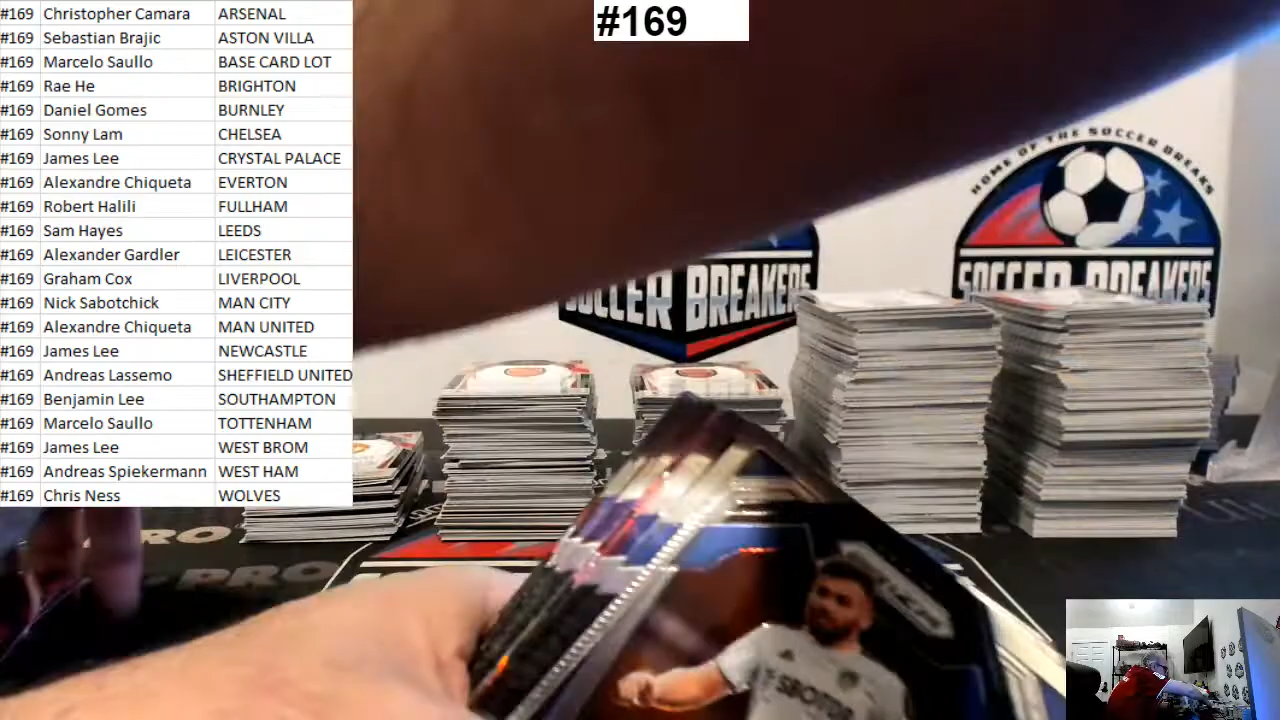 #169 Christopher Camara ARSENAL
#169 Sebastian Brajic ASTON VILLA
#169 Marcelo Saullo BASE CARD LOT
#169 Rae He BRIGHTON
#169 Daniel Gomes BURNLEY
#169 Sonny Lam CHELSEA
#169 James Lee CRYSTAL PALACE
#169 Alexandre Chiqueta EVERTON
#169 Robert Halili FULLHAM
#169 Sam Hayes LEEDS
#169 Alexander Gardler LEICESTER
#169 Graham Cox LIVERPOOL
#169 Nick Sabotchick MAN CITY
#169 Alexandre Chiqueta MAN UNITED
#169 James Lee NEWCASTLE
#169 Andreas Lassemo SHEFFIELD UNITED
#169 Benjamin Lee SOUTHAMPTON
#169 Marcelo Saullo TOTTENHAM
#169 James Lee WEST BROM
#169 Andreas Spiekermann WEST HAM
#169 Chris Ness WOLVES
#169
HOME OF THE SOCCER BREAKS
SOCCER BREAKERS
SOCCER BREAKERS
PRO
PRO
SBOTOP